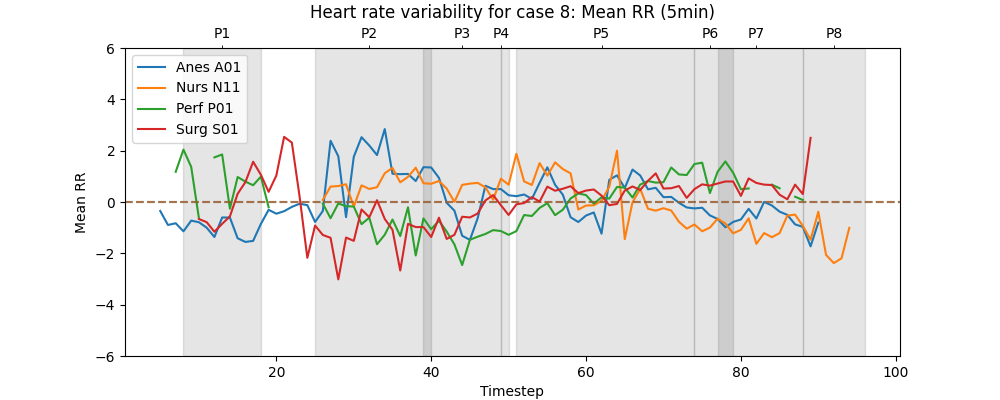 Heart rate variability for case 8: Mean RR (5min)
P1 P2 P3 P4 P5 P6 P7 P8
Anes A01
Nurs N11
Perf P01
Surg S01
6
4
2
0
−2
−4
−6
Mean RR
20 40 60 80 100
Timestep